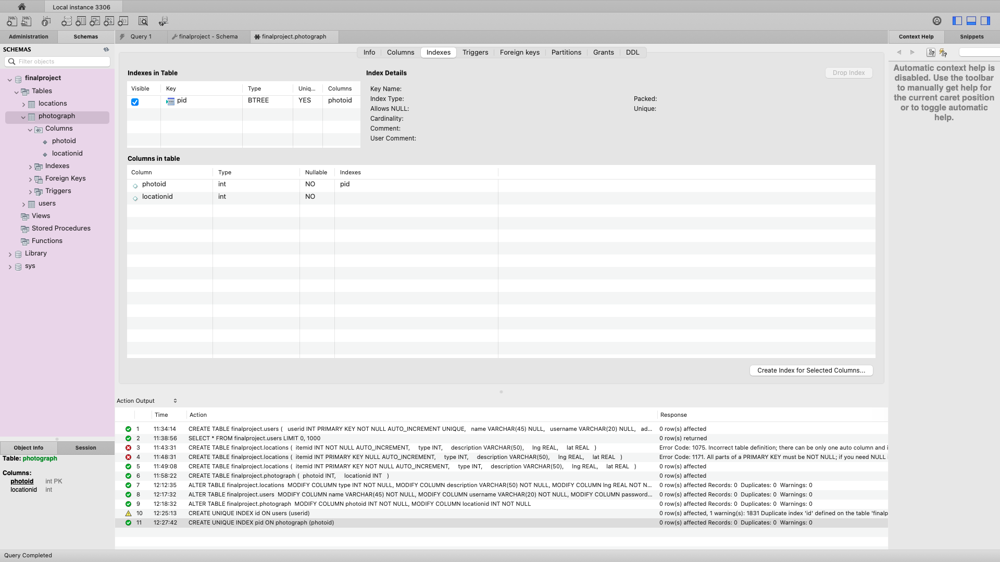 Local instance 3306
Administration
Schemas
Query 1
finalproject - Schema
finalproject.photograph
Context Help
Snippets
SCHEMAS
Filter objects
finalproject
Tables
locations
photograph
Columns
photoid
locationid
Indexes
Foreign Keys
Triggers
users
Views
Stored Procedures
Functions
Library
sys
Info
Columns
Indexes
Triggers
Foreign keys
Partitions
Grants
DDL
Indexes in Table
Visible Key Type Uniq... Columns
pid BTREE YES photoid
Index Details
Drop Index
Key Name:
Index Type:
Packed:
Allows NULL:
Unique:
Cardinality:
Comment:
User Comment:
Columns in table
Column Type Nullable Indexes
photoid int NO pid
locationid int NO
Create Index for Selected Columns...
Automatic context help is
disabled. Use the toolbar
to manually get help for
the current caret position
or to toggle automatic
help.
Action Output
Time Action Response
1 11:34:14 CREATE TABLE finalproject.users ( userid INT PRIMARY KEY NOT NULL AUTO_INCREMENT UNIQUE, name VARCHAR(45) NULL, username VARCHAR(20) NULL, ad... 0 row(s) affected
2 11:38:56 SELECT * FROM finalproject.users LIMIT 0, 1000 0 row(s) returned
3 11:43:31 CREATE TABLE finalproject.locations ( itemid INT NOT NULL AUTO_INCREMENT, type INT, description VARCHAR(50), lng REAL, lat REAL ) Error Code: 1075. Incorrect table definition; there can be only one auto column and i
4 11:48:31 CREATE TABLE finalproject.locations ( itemid INT PRIMARY KEY NULL AUTO_INCREMENT, type INT, description VARCHAR(50), lng REAL, lat REAL ) Error Code: 1171. All parts of a PRIMARY KEY must be NOT NULL; if you need NULL i
5 11:49:08 CREATE TABLE finalproject.locations ( itemid INT PRIMARY KEY NOT NULL AUTO_INCREMENT, type INT, description VARCHAR(50), lng REAL, lat REAL ) 0 row(s) affected
6 11:58:22 CREATE TABLE finalproject.photograph ( photoid INT, locationid INT ) 0 row(s) affected
7 12:12:35 ALTER TABLE finalproject.locations MODIFY COLUMN type INT NOT NULL, MODIFY COLUMN description VARCHAR(50) NOT NULL, MODIFY COLUMN lng REAL NOT N... 0 row(s) affected Records: 0 Duplicates: 0 Warnings: 0
8 12:17:32 ALTER TABLE finalproject.users MODIFY COLUMN name VARCHAR(45) NOT NULL, MODIFY COLUMN username VARCHAR(20) NOT NULL, MODIFY COLUMN password... 0 row(s) affected Records: 0 Duplicates: 0 Warnings: 0
9 12:18:32 ALTER TABLE finalproject.photograph MODIFY COLUMN photoid INT NOT NULL, MODIFY COLUMN locationid INT NOT NULL 0 row(s) affected Records: 0 Duplicates: 0 Warnings: 0
10 12:25:13 CREATE UNIQUE INDEX id ON users (userid) 0 row(s) affected, 1 warning(s): 1831 Duplicate index 'id' defined on the table 'finalp
11 12:27:42 CREATE UNIQUE INDEX pid ON photograph (photoid) 0 row(s) affected Records: 0 Duplicates: 0 Warnings: 0
Object Info
Session
Table: photograph
Columns:
photoid int PK
locationid int
Query Completed